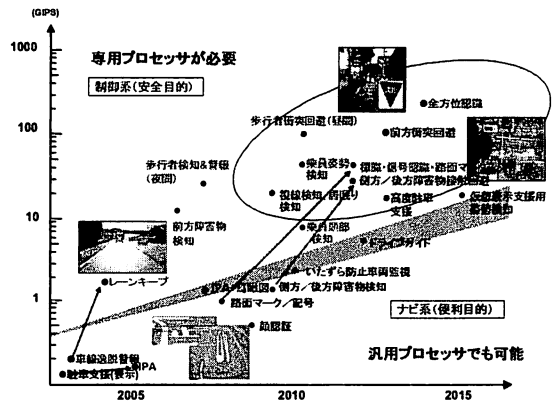 (GIPS)
1000
専用プロセッサが必要
制御系(安全目的)
全方位認識
歩行者衝突回避(昼間)
100
前方衝突回避
歩行者検知&警報
(夜間)
乗員姿勢
検知
標識・信号認識・路面マーク
側方/後方障害物検知回避
視線検知/居眠り
検知
高度駐車
支援
10
前方障害物
検知
乗員頭部
検知
ドライブガイド
レーンキープ
いたずら防止車両監視
側方/後方障害物検知
1
路面マーク/記号
ナビ系(便利目的)
顔認証
汎用プロセッサでも可能
車線逸脱警報
駐車支援(表示)
IPA
2005
2010
2015